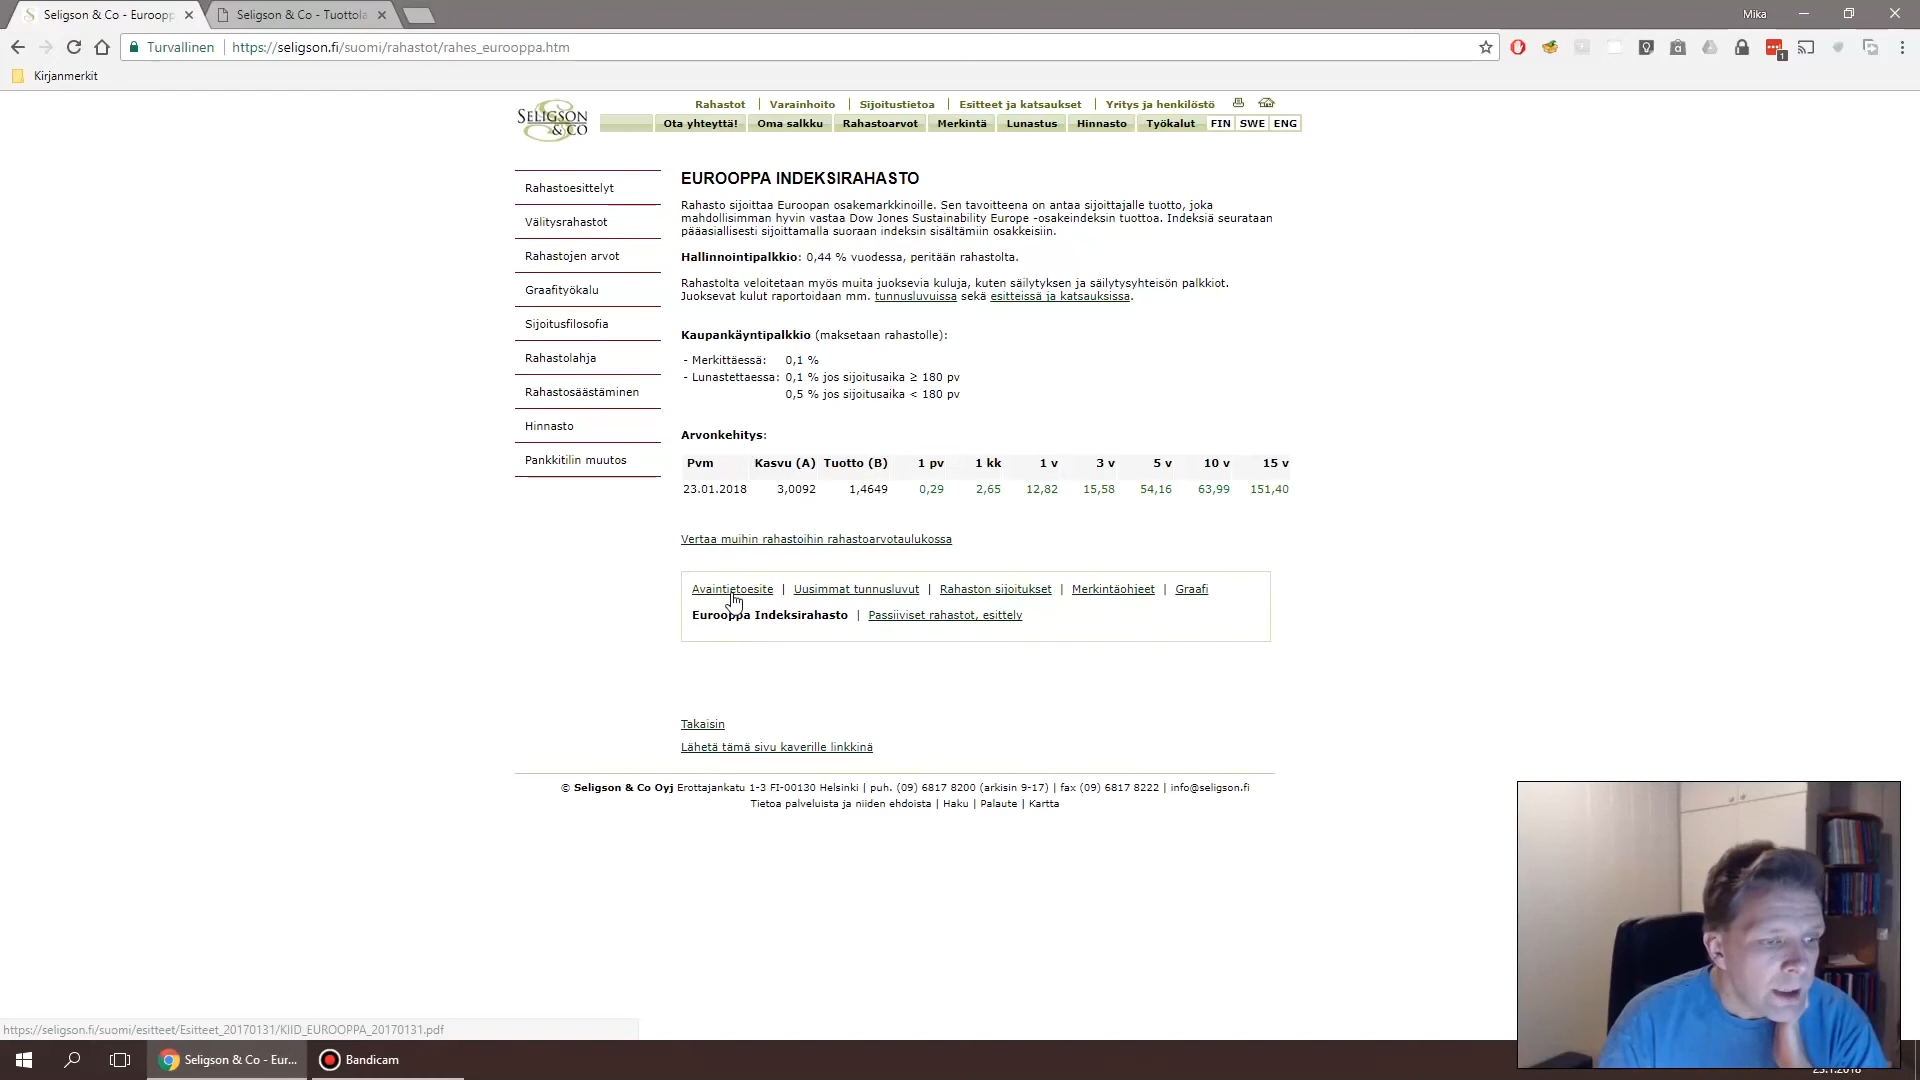 Seligson & Co - Europp
Seligson & Co - Tuottola
Mika
Turvallinen
https://seligson.fi/suomi/rahastot/rahes_eurooppa.htm
Kirjanmerkit
SELIGSON & CO
Rahastot | Varainhoito | Sijoitustietoa | Esitteet ja katsaukset | Yritys ja henkilöstö
Ota yhteyttä! Oma salkku Rahastoarvot Merkintä Lunastus Hinnasto Työkalut FIN SWE ENG
Rahastoesittelyt
Välitysrahastot
Rahastojen arvot
Graafityökalu
Sijoitusfilosofia
Rahastolahja
Rahastosäästäminen
Hinnasto
Pankkitilin muutos
EUROOPPA INDEKSIRAHASTO
Rahasto sijoittaa Euroopan osakemarkkinoille. Sen tavoitteena on antaa sijoittajalle tuotto, joka
mahdollisimman hyvin vastaa Dow Jones Sustainability Europe -osakeindeksin tuottoa. Indeksiä seurataan
pääasiallisesti sijoittamalla suoraan indeksin sisältämiin osakkeisiin.
Hallinnointipalkkio: 0,44 % vuodessa, peritään rahastolta.
Rahastolta veloitetaan myös muita juoksevia kuluja, kuten säilytyksen ja säilytysyhteisön palkkiot.
Juoksevat kulut raportoidaan mm. tunnusluvuissa sekä esitteissä ja katsauksissa.
Kaupankäyntipalkkio (maksetaan rahastolle):
- Merkittäessä: 0,1 %
- Lunastettaessa: 0,1 % jos sijoitusaika ≥ 180 pv
0,5 % jos sijoitusaika < 180 pv
Arvonkehitys:
Pvm Kasvu (A) Tuotto (B) 1 pv 1 kk 1 v 3 v 5 v 10 v 15 v
23.01.2018 3,0092 1,4649 0,29 2,65 12,82 15,58 54,16 63,99 151,40
Vertaa muihin rahastoihin rahastoarvotaulukossa
Avaintietoesite | Uusimmat tunnusluvut | Rahaston sijoitukset | Merkintäohjeet | Graafi
Eurooppa Indeksirahasto | Passiiviset rahastot, esittely
Takaisin
Lähetä tämä sivu kaverille linkkinä
© Seligson & Co Oyj Erottajankatu 1-3 FI-00130 Helsinki | puh. (09) 6817 8200 (arkisin 9-17) | fax (09) 6817 8222 | info@seligson.fi
Tietoa palveluista ja niiden ehdoista | Haku | Palaute | Kartta
https://seligson.fi/suomi/esitteet/Esitteet_20170131/KIID_EUROOPPA_20170131.pdf
Seligson & Co - Eur...
Bandicam